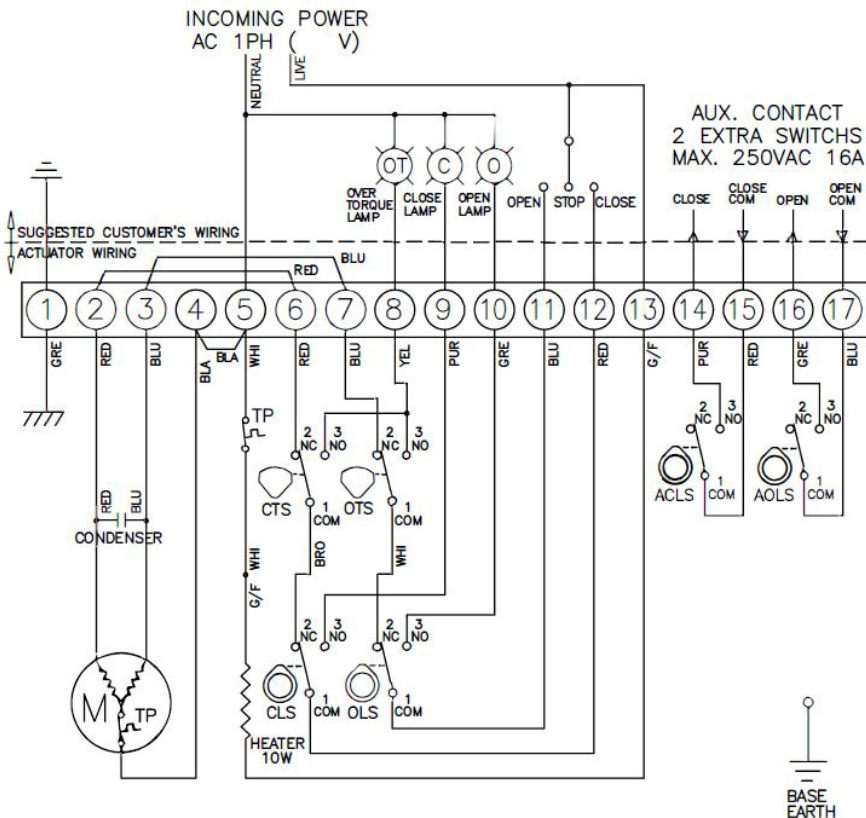 INCOMING POWER
AC 1PH (    V)
NEUTRAL
LIVE
AUX. CONTACT
2 EXTRA SWITCHS
MAX. 250VAC 16A
OT
C
O
OVER
TORQUE
LAMP
CLOSE
LAMP
OPEN
LAMP
OPEN
STOP
CLOSE
CLOSE
CLOSE
COM
OPEN
OPEN
COM
SUGGESTED CUSTOMER'S WIRING
ACTUATOR WIRING
BLU
RED
1 2 3 4 5 6 7 8 9 10 11 12 13 14 15 16 17
GRE
RED
BLU
BLA
BLA
WHI
RED
BLU
YEL
PUR
GRE
BLU
RED
G/F
PUR
RED
GRE
BLU
TP
2
NC
3
NO
2
NC
3
NO
2
NC
3
NO
2
NC
3
NO
CTS
1
COM
OTS
1
COM
ACLS
1
COM
AOLS
1
COM
RED
BLU
CONDENSER
WHI
G/F
BRO
WHI
2
NC
3
NO
2
NC
3
NO
M
TP
CLS
1
COM
OLS
1
COM
HEATER
10W
BASE
EARTH